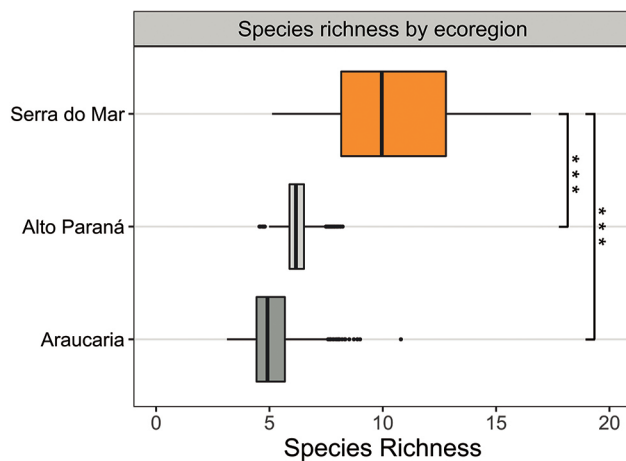 Species richness by ecoregion
Serra do Mar
Alto Paraná
Araucaria
***
***
0 5 10 15 20
Species Richness